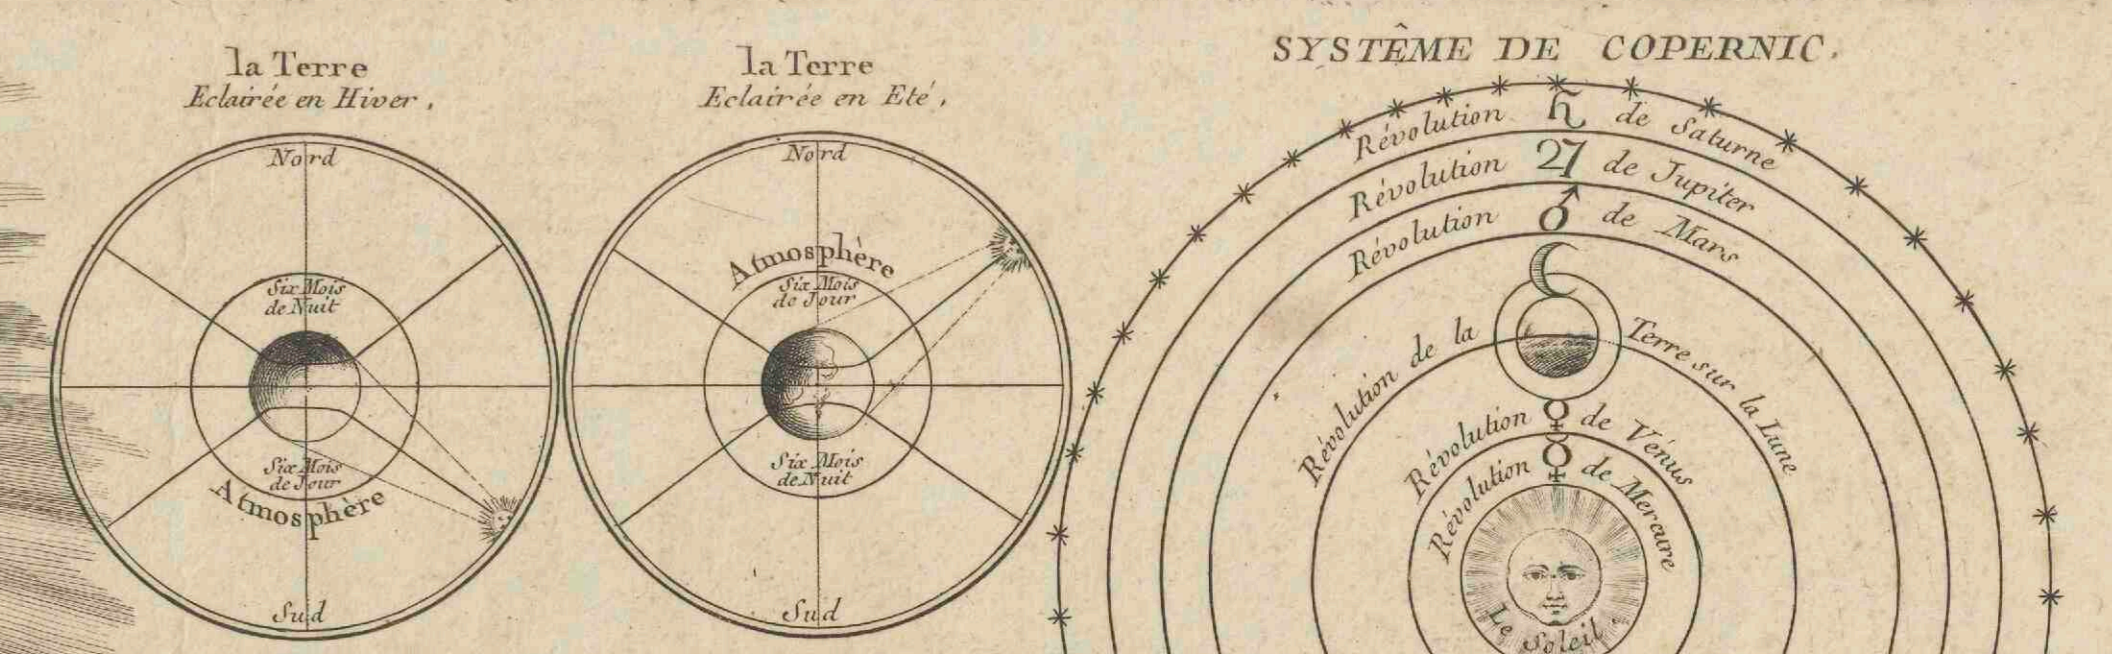 la Terre
Eclairée en Hiver,
Nord
Six Mois
de Nuit
Six Mois
de Jour
Atmosphère
Sud
la Terre
Eclairée en Eté,
Nord
Atmosphère
Six Mois
de Jour
Six Mois
de Nuit
Sud
SYSTÊME DE COPERNIC.
Révolution ♄ de Saturne
Révolution ♃ de Jupiter
Révolution ♂ de Mars
Révolution de la Terre sur la Lune
Révolution ♀ de Vénus
Révolution ☿ de Mercure
Le Soleil.